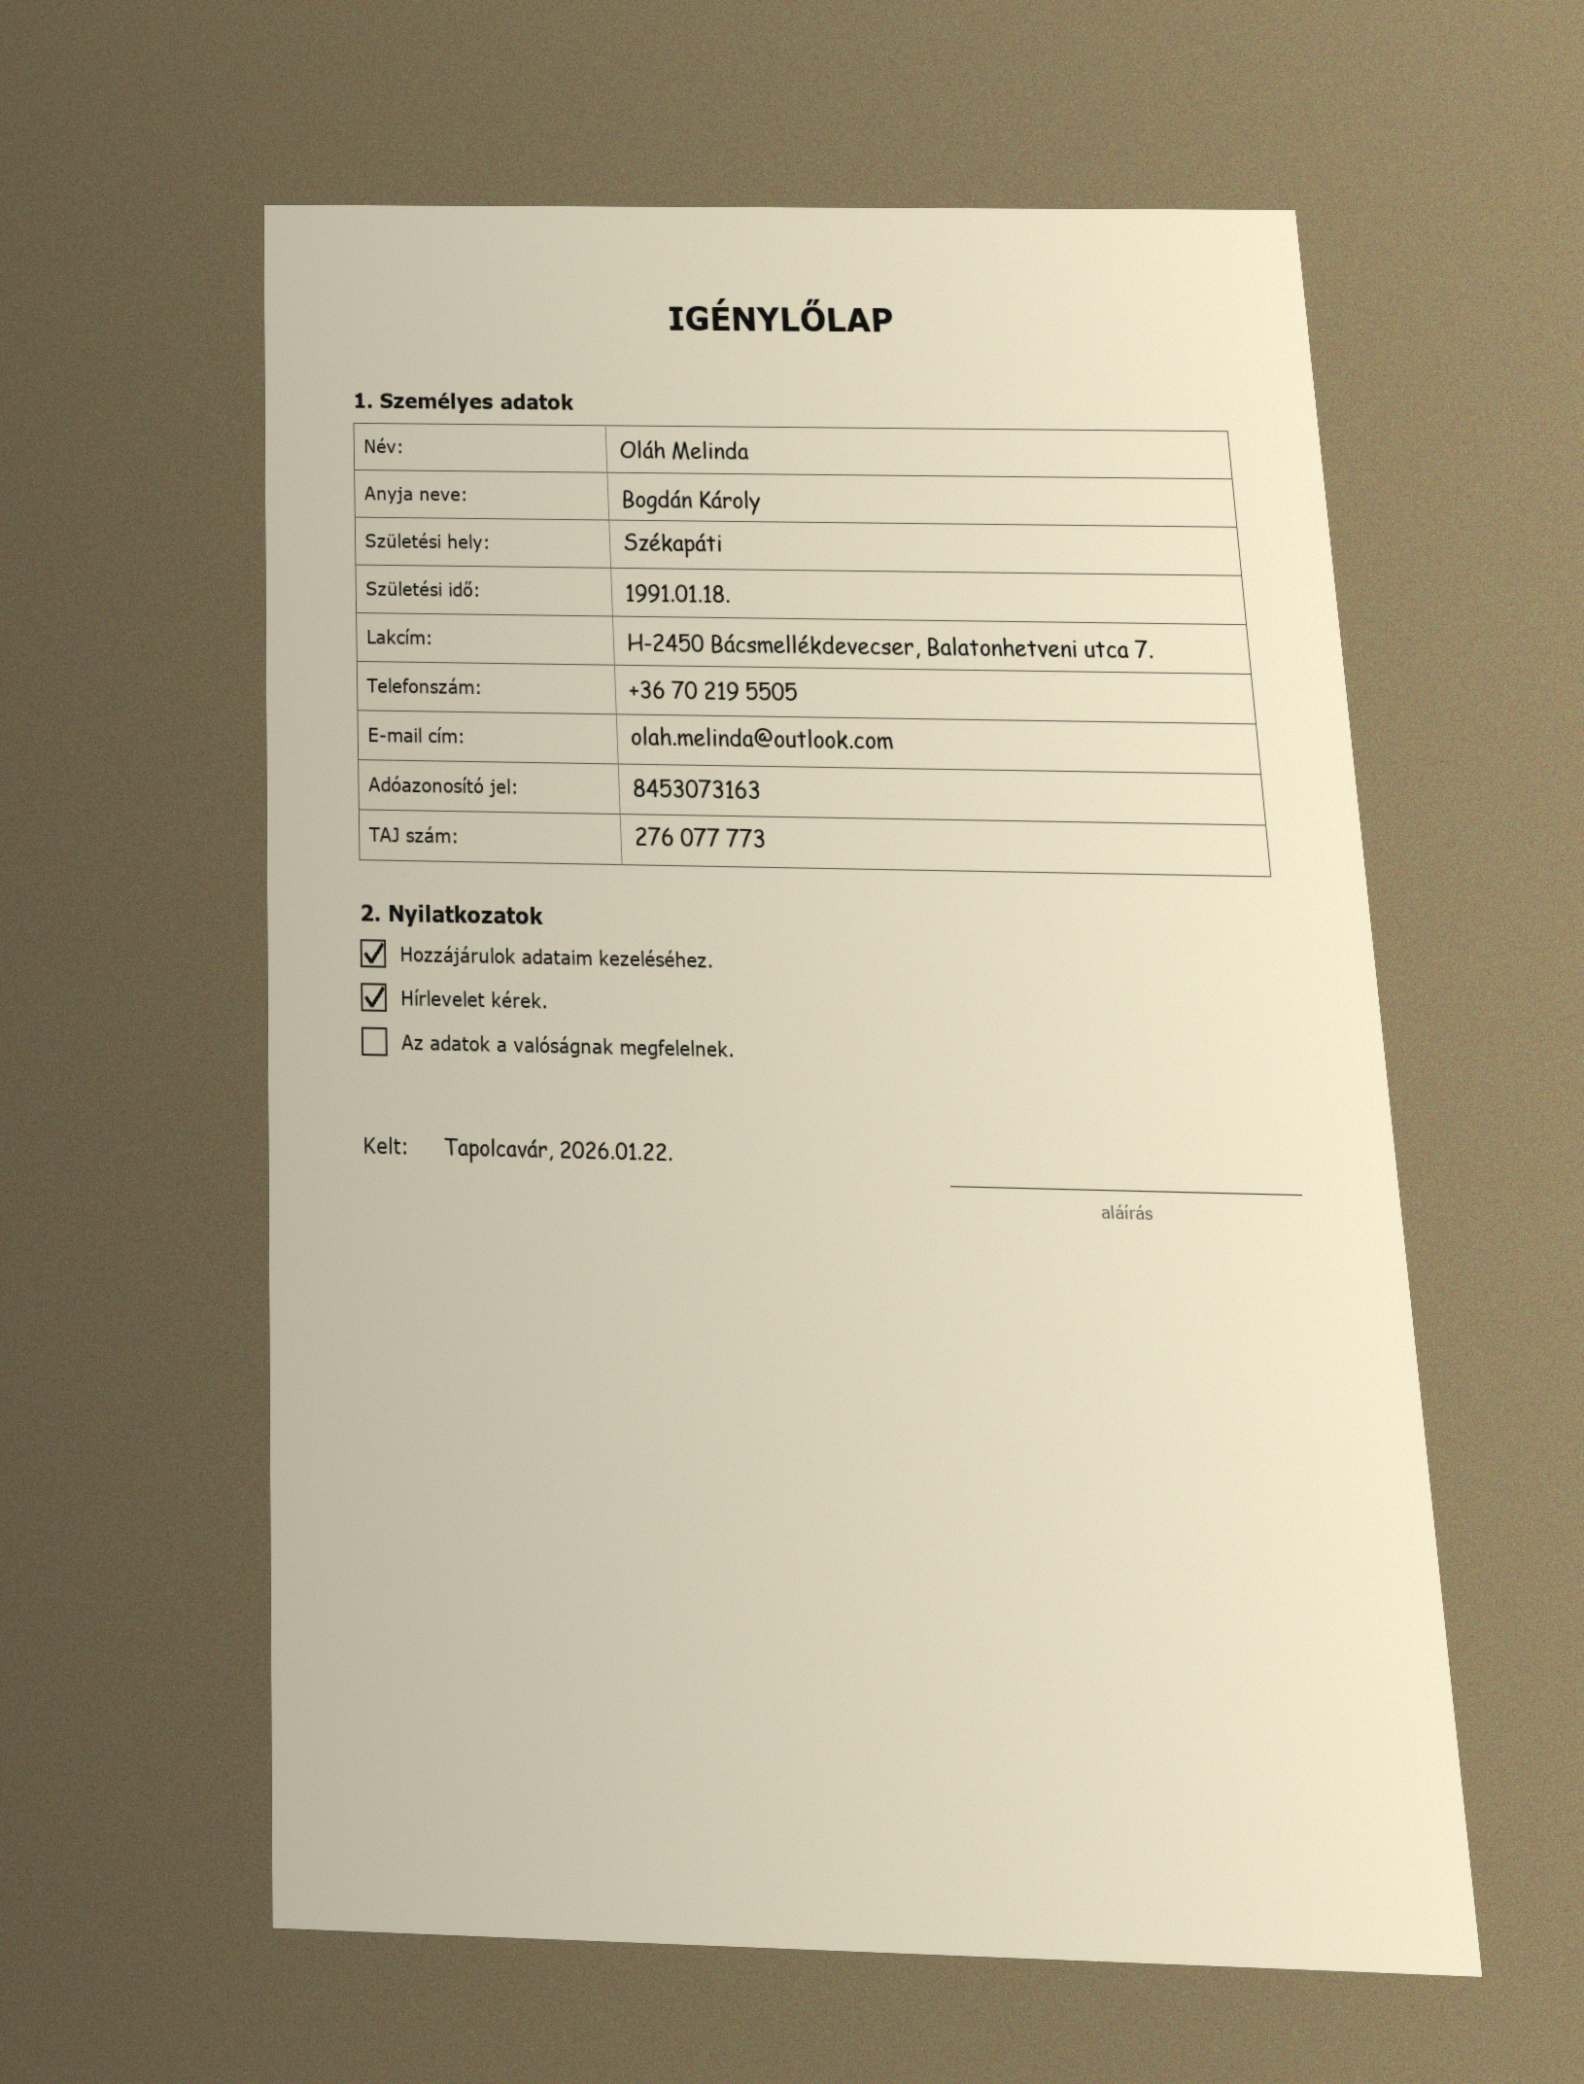 IGÉNYLŐLAP
1. Személyes adatok
Név: Oláh Melinda
Anyja neve: Bogdán Károly
Születési hely: Székapáti
Születési idő: 1991.01.18.
Lakcím: H-2450 Bácsmellékdevecser, Balatonhetveni utca 7.
Telefonszám: +36 70 219 5505
E-mail cím: olah.melinda@outlook.com
Adóazonosító jel: 8453073163
TAJ szám: 276 077 773
2. Nyilatkozatok
Hozzájárulok adataim kezeléséhez.
Hírlevelet kérek.
Az adatok a valóságnak megfelelnek.
Kelt: Tapolcavár, 2026.01.22.
aláírás